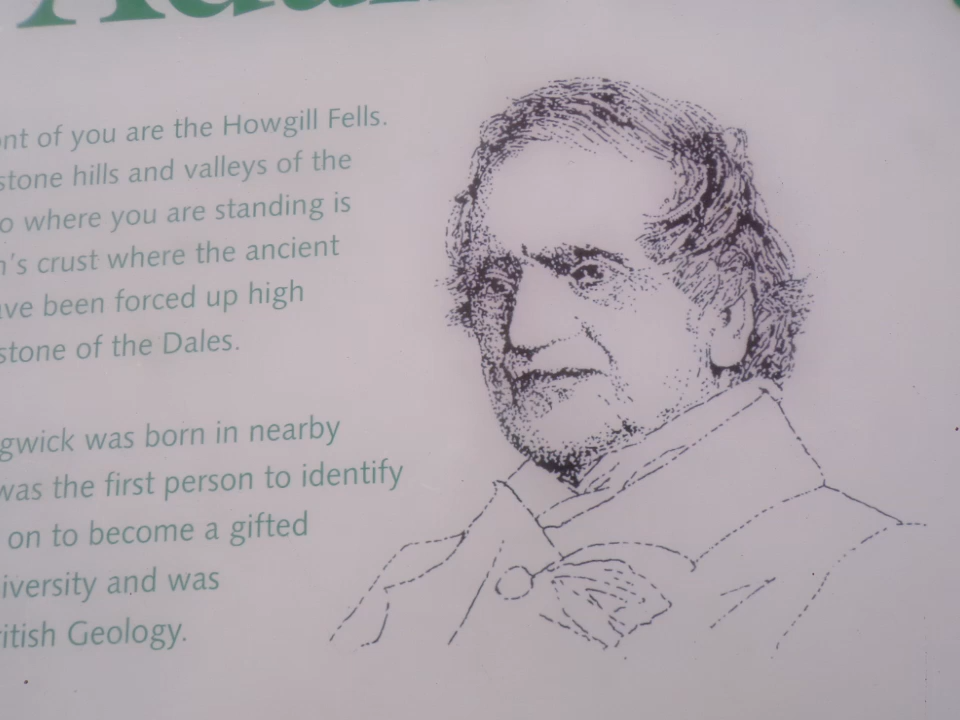 ont of you are the Howgill Fells.
stone hills and valleys of the
o where you are standing is
's crust where the ancient
ave been forced up high
stone of the Dales.
gwick was born in nearby
was the first person to identify
on to become a gifted
iversity and was
ritish Geology.